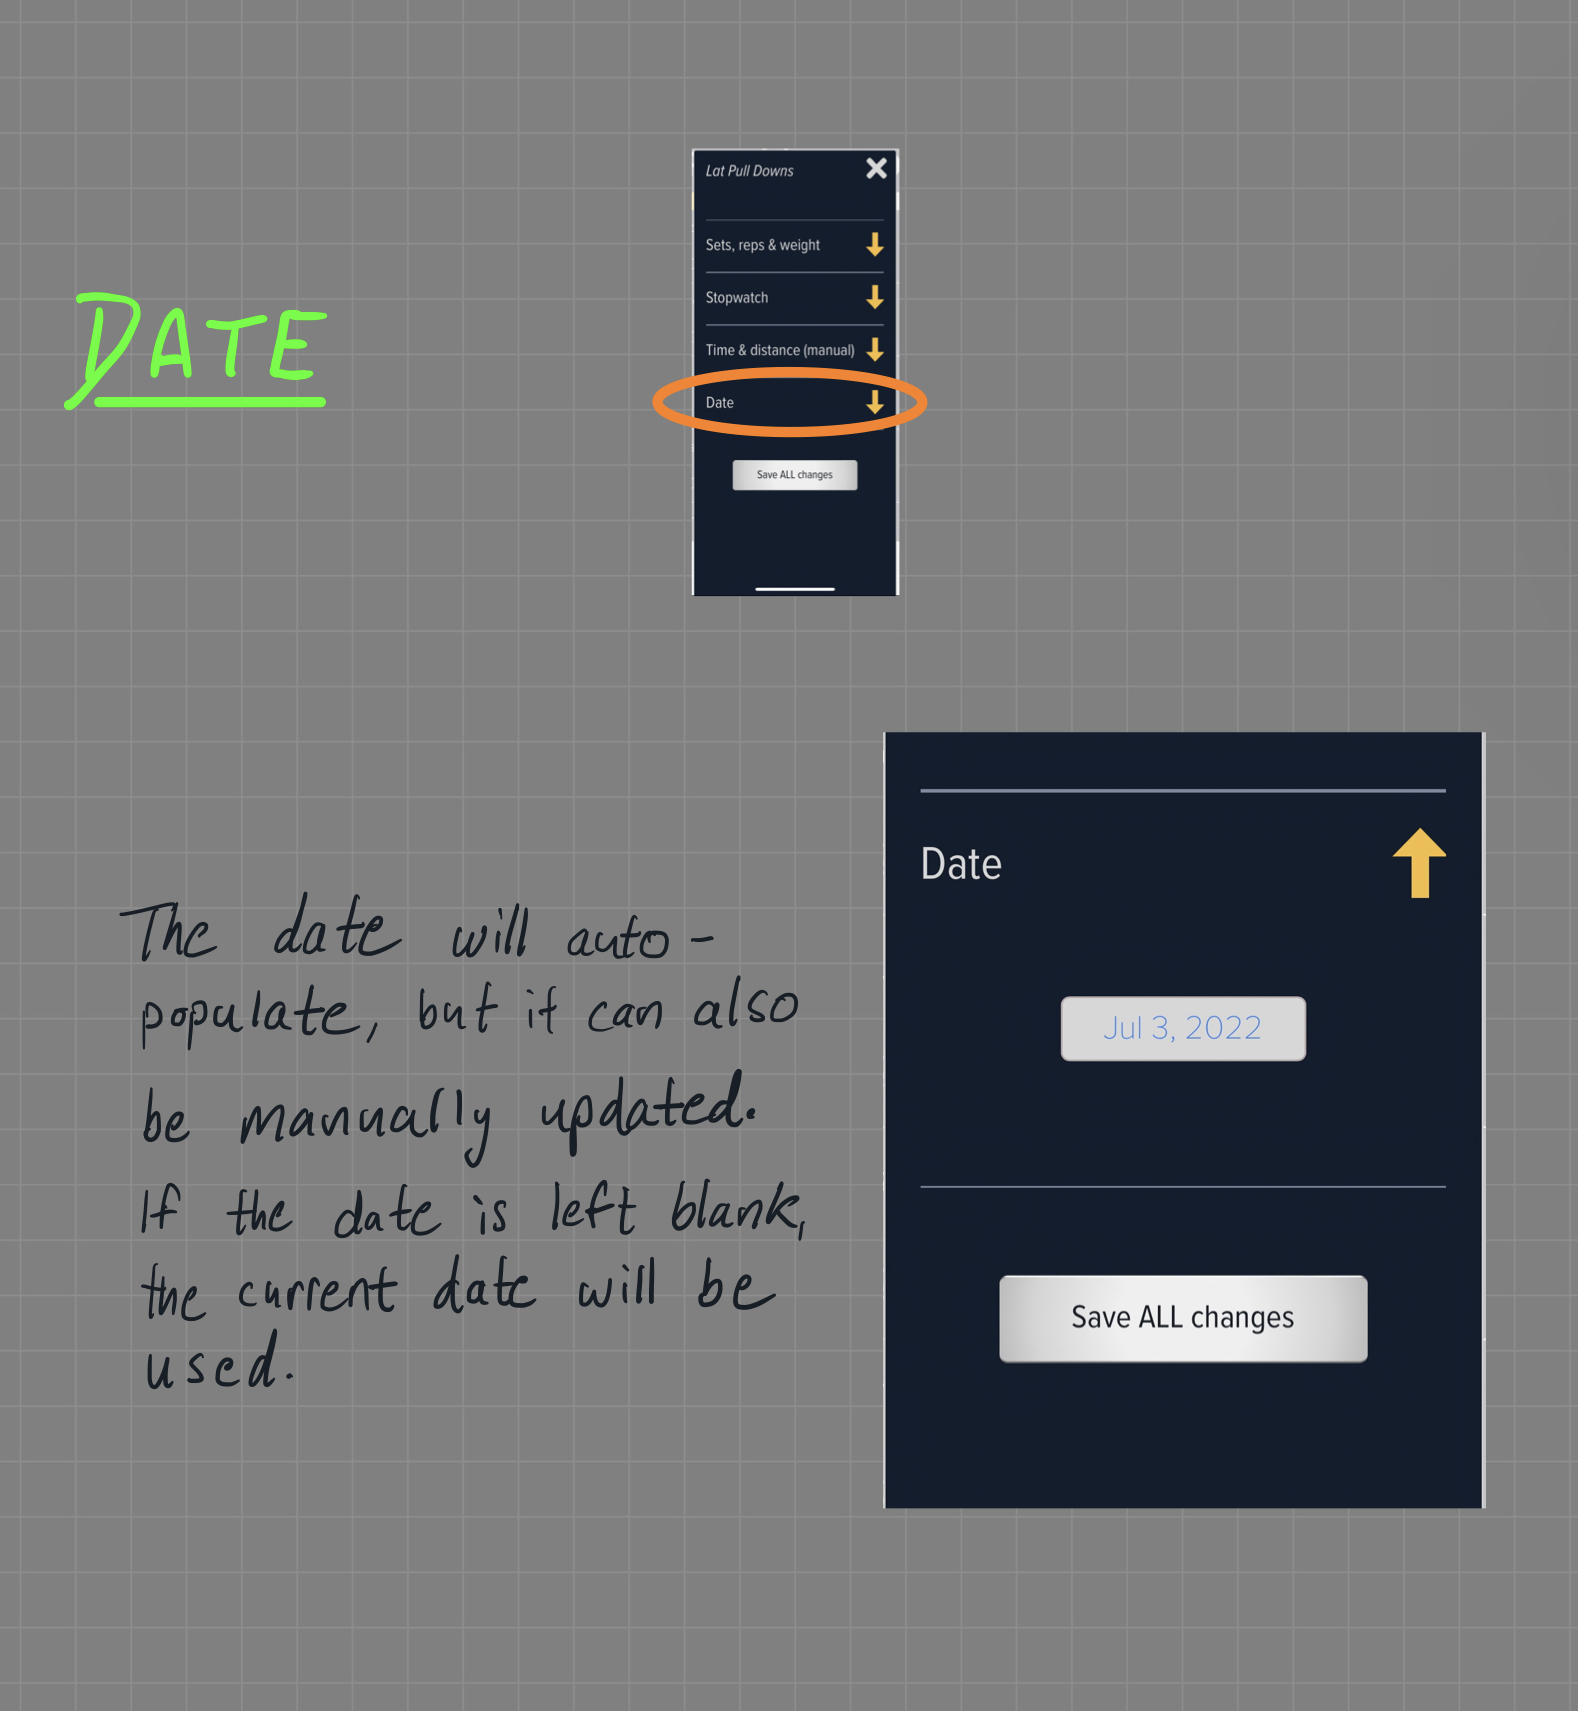 Lat Pull Downs
Sets, reps & weight
Stopwatch
Time & distance (manual)
Date
Save ALL changes
DATE
Date
Jul 3, 2022
Save ALL changes
The date will auto-
populate, but it can also
be manually updated.
If the date is left blank,
the current date will be
used.